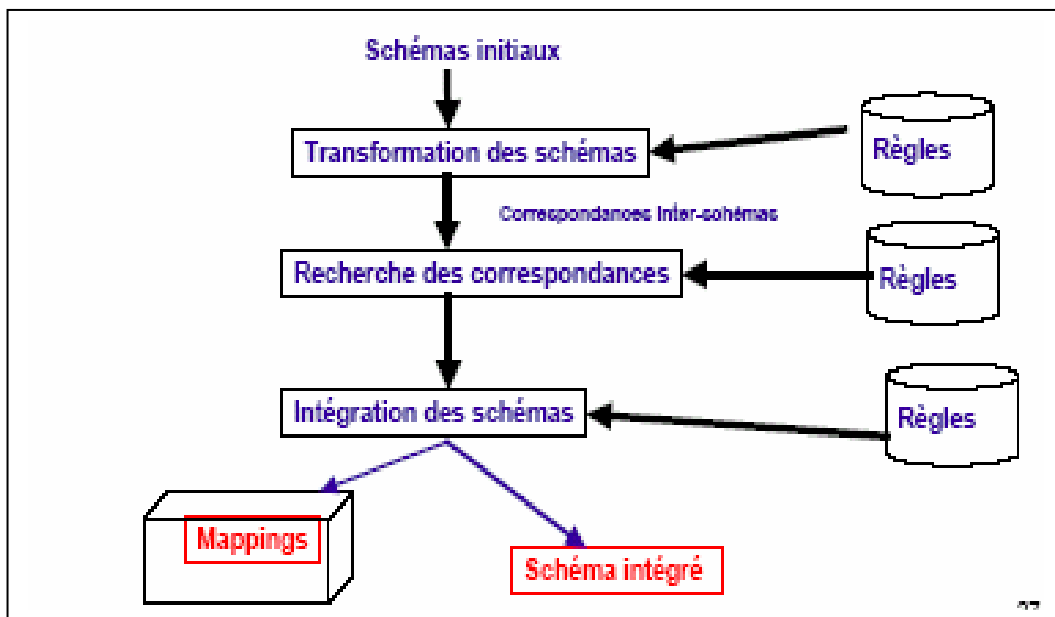 Schémas initiaux
Transformation des schémas
Règles
Correspondances Inter-schémas
Recherche des correspondances
Règles
Intégration des schémas
Règles
Mappings
Schéma intégré